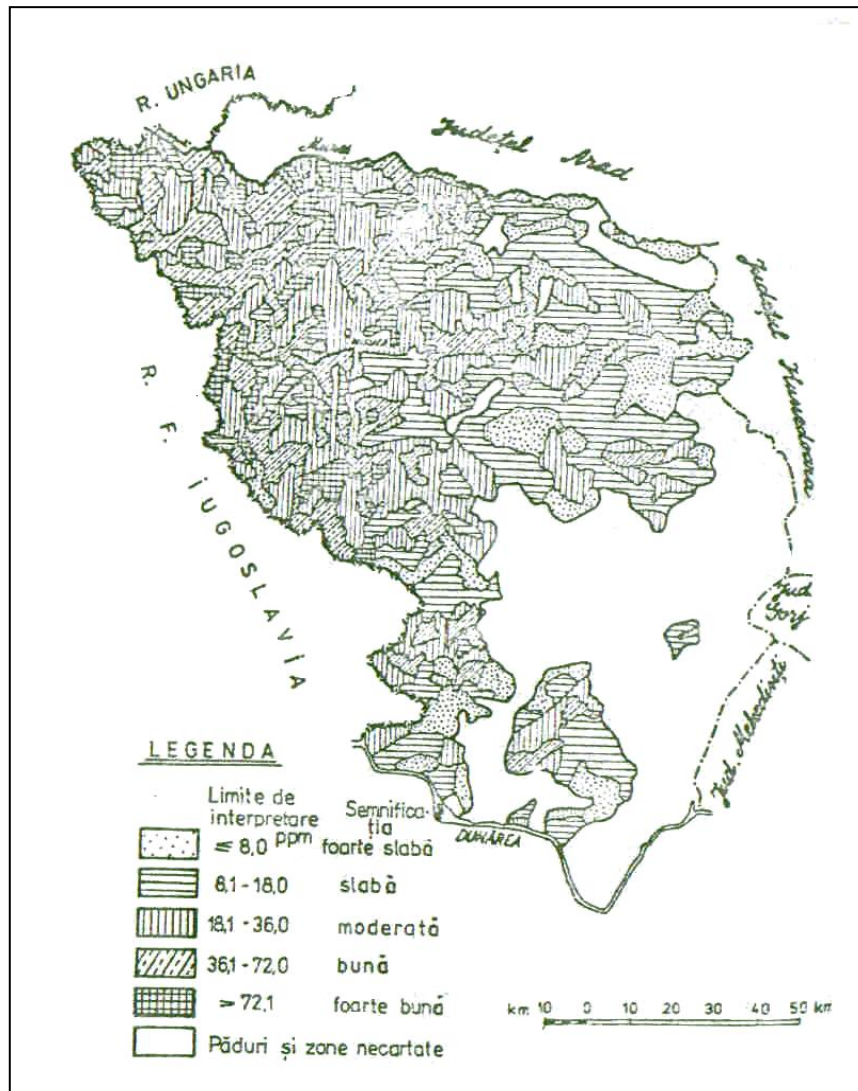 R. UNGARIA
Județul Arad
Mureș
Județul Hunedoara
R. F. IUGOSLAVIA
Jud. Gorj
Jud. Mehedinți
DUNĂREA
LEGENDA
Limite de interpretare ppm
Semnificația
≤ 8,0 foarte slabă
8,1-18,0 slabă
18,1-36,0 moderată
36,1-72,0 bună
> 72,1 foarte bună
Păduri și zone necartate
km 10 0 10 20 30 40 50 km